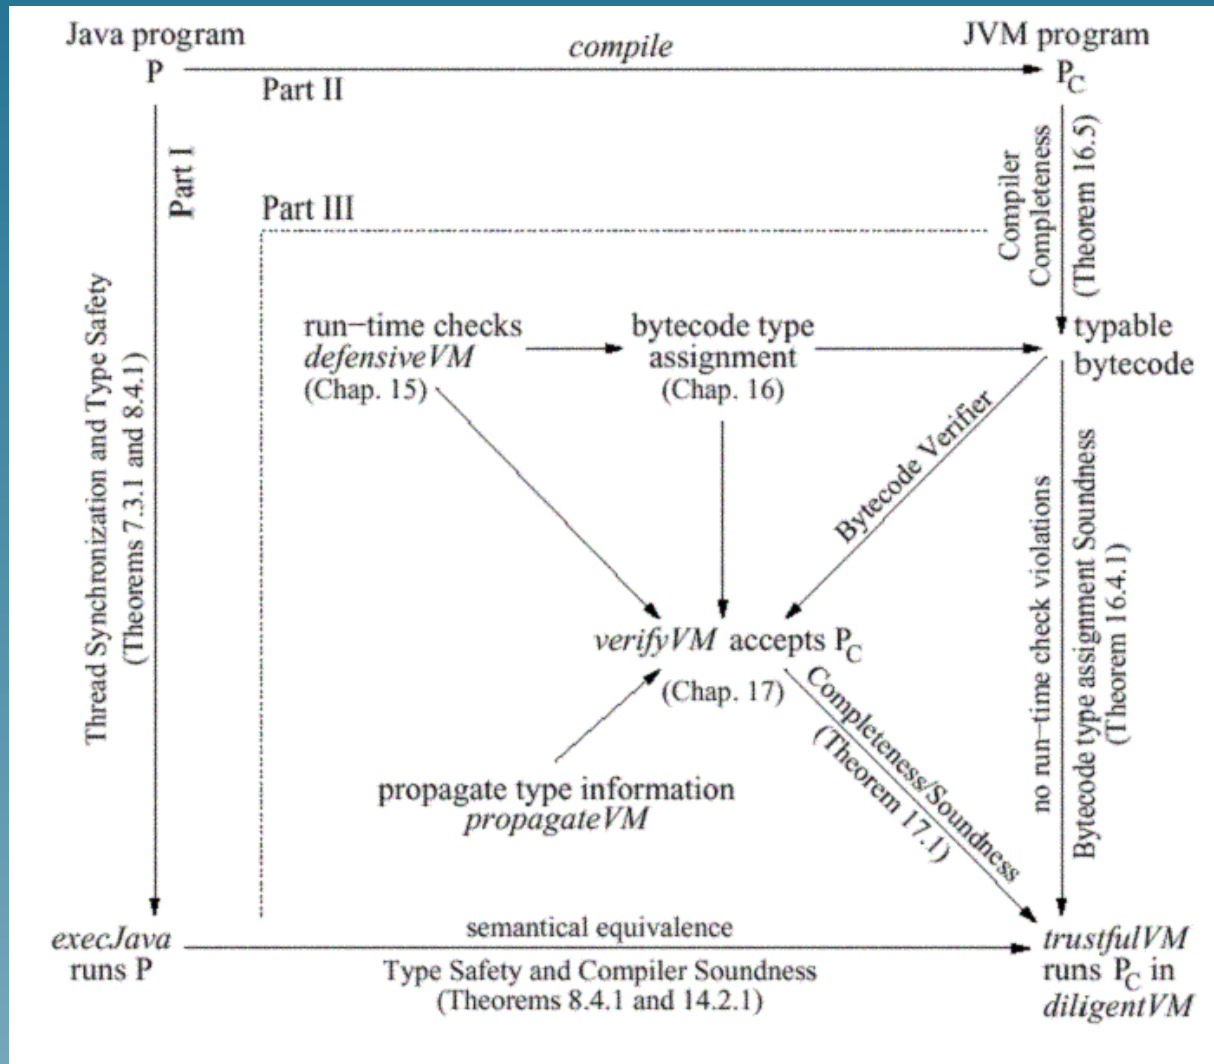 Java program
P
compile
JVM program
P_C
Part II
Part I
Part III
Compiler
Completeness
(Theorem 16.5)
run-time checks
defensiveVM
(Chap. 15)
bytecode type
assignment
(Chap. 16)
typable
bytecode
Thread Synchronization and Type Safety
(Theorems 7.3.1 and 8.4.1)
Bytecode Verifier
no run-time check violations
Bytecode type assignment Soundness
(Theorem 16.4.1)
verifyVM accepts P_C
(Chap. 17)
Completeness/Soundness
(Theorem 17.1)
propagate type information
propagateVM
execJava
runs P
semantical equivalence
Type Safety and Compiler Soundness
(Theorems 8.4.1 and 14.2.1)
trustfulVM
runs P_C in
diligentVM